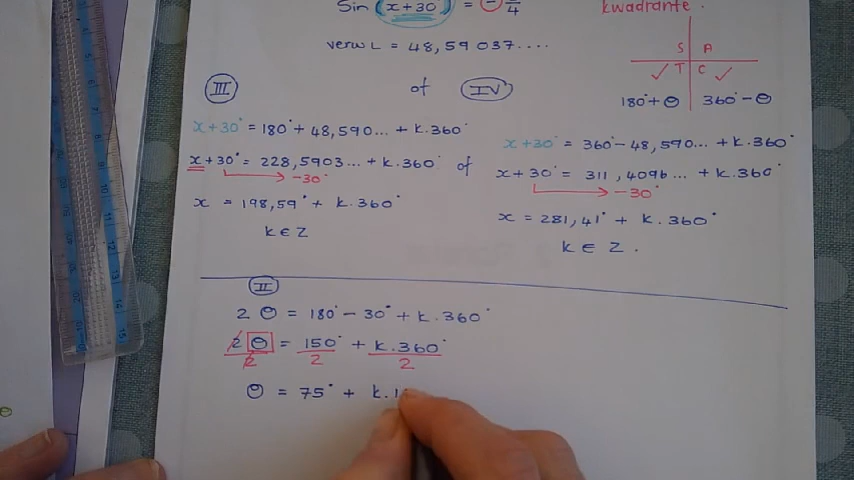 Sin (x+30°) = -3/4
kwadrante.
verw L = 48,59037....
S A
T C
180°+Θ 360°-Θ
III of IV
x+30° = 180° + 48,590... + k.360°
x+30° = 228,5903... + k.360° of
-30°
x = 198,59° + k.360°
k ∈ Z
x+30° = 360° - 48,590... + k.360°
x+30° = 311,4096... + k.360°
-30°
x = 281,41° + k.360°
k ∈ Z.
II
2Θ = 180° - 30° + k.360°
2Θ/2 = 150°/2 + k.360°/2
Θ = 75° + k.1